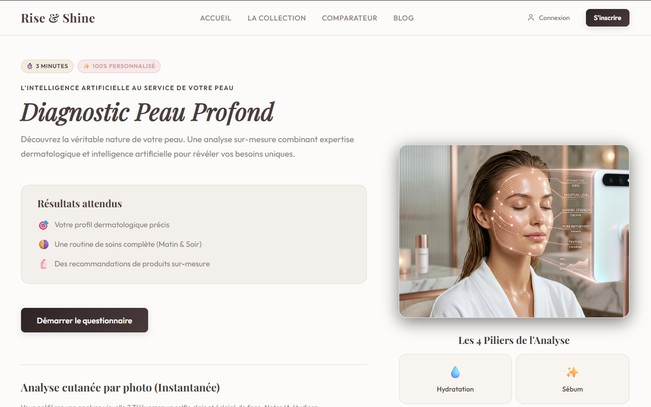 Rise & Shine
ACCUEIL
LA COLLECTION
COMPARATEUR
BLOG
Connexion
S'inscrire
3 MINUTES
100% PERSONNALISÉ
L'INTELLIGENCE ARTIFICIELLE AU SERVICE DE VOTRE PEAU
Diagnostic Peau Profond
Découvrez la véritable nature de votre peau. Une analyse sur-mesure combinant expertise
dermatologique et intelligence artificielle pour révéler vos besoins uniques.
Résultats attendus
Votre profil dermatologique précis
Une routine de soins complète (Matin & Soir)
Des recommandations de produits sur-mesure
Démarrer le questionnaire
Les 4 Piliers de l'Analyse
Hydratation
Sébum
Analyse cutanée par photo (Instantanée)